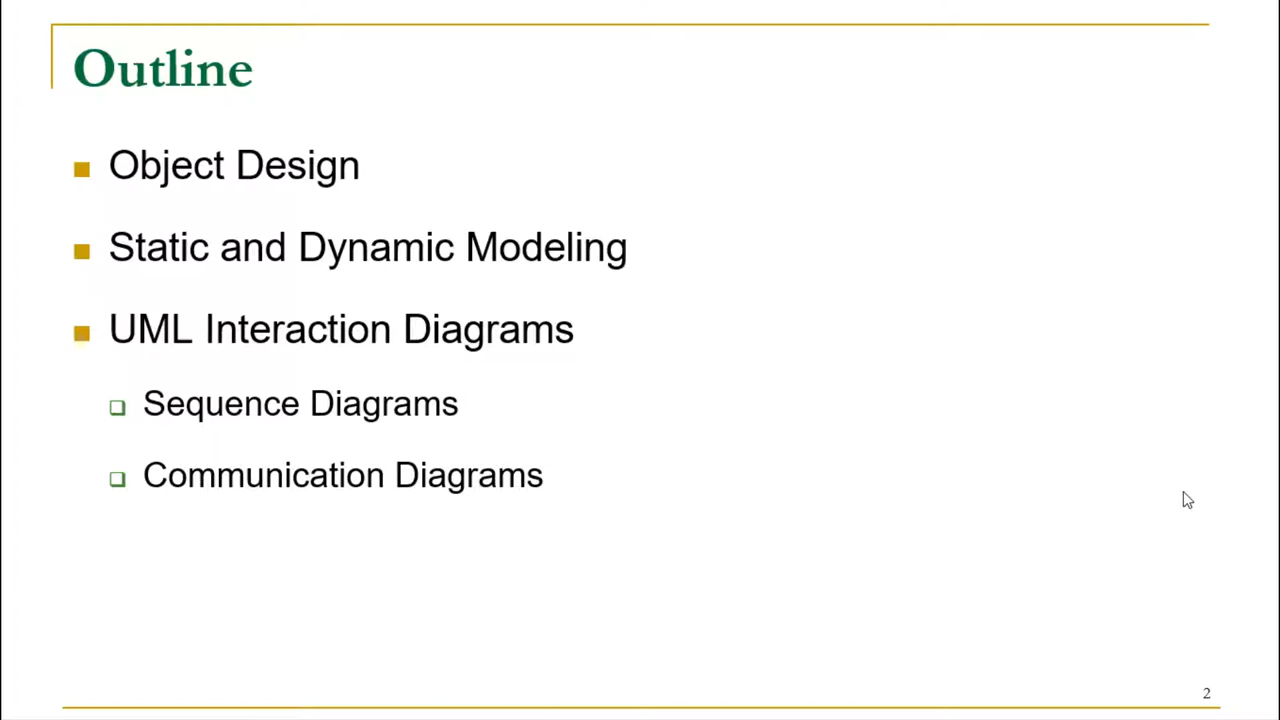 Outline
Object Design
Static and Dynamic Modeling
UML Interaction Diagrams
Sequence Diagrams
Communication Diagrams
2